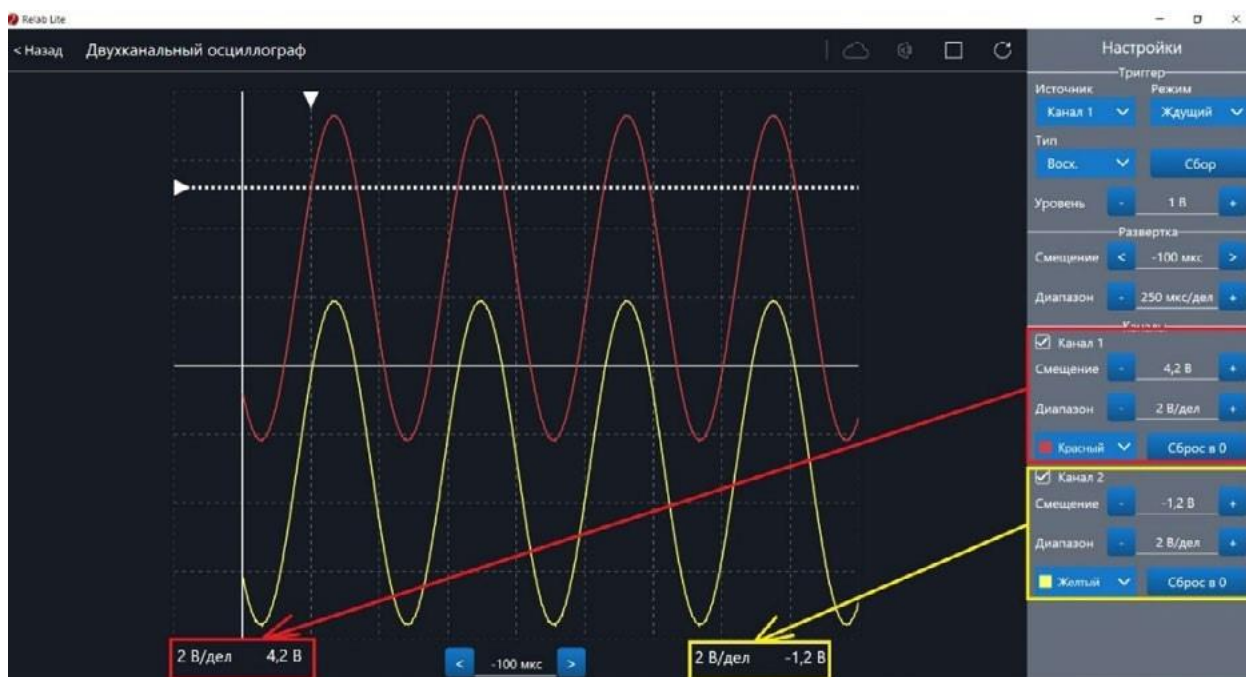 Relab Lite
< Назад Двухканальный осциллограф
Настройки
Триггер
Источник Режим
Канал 1 Ждущий
Тип
Восх. Сбор
Уровень - 1 В +
Развертка
Смещение < -100 мкс >
Диапазон - 250 мкс/дел +
Каналы
Канал 1
Смещение - 4,2 В +
Диапазон - 2 В/дел +
Красный Сброс в 0
Канал 2
Смещение - -1,2 В +
Диапазон - 2 В/дел +
Желтый Сброс в 0
2 В/дел 4,2 В
< -100 мкс >
2 В/дел -1,2 В